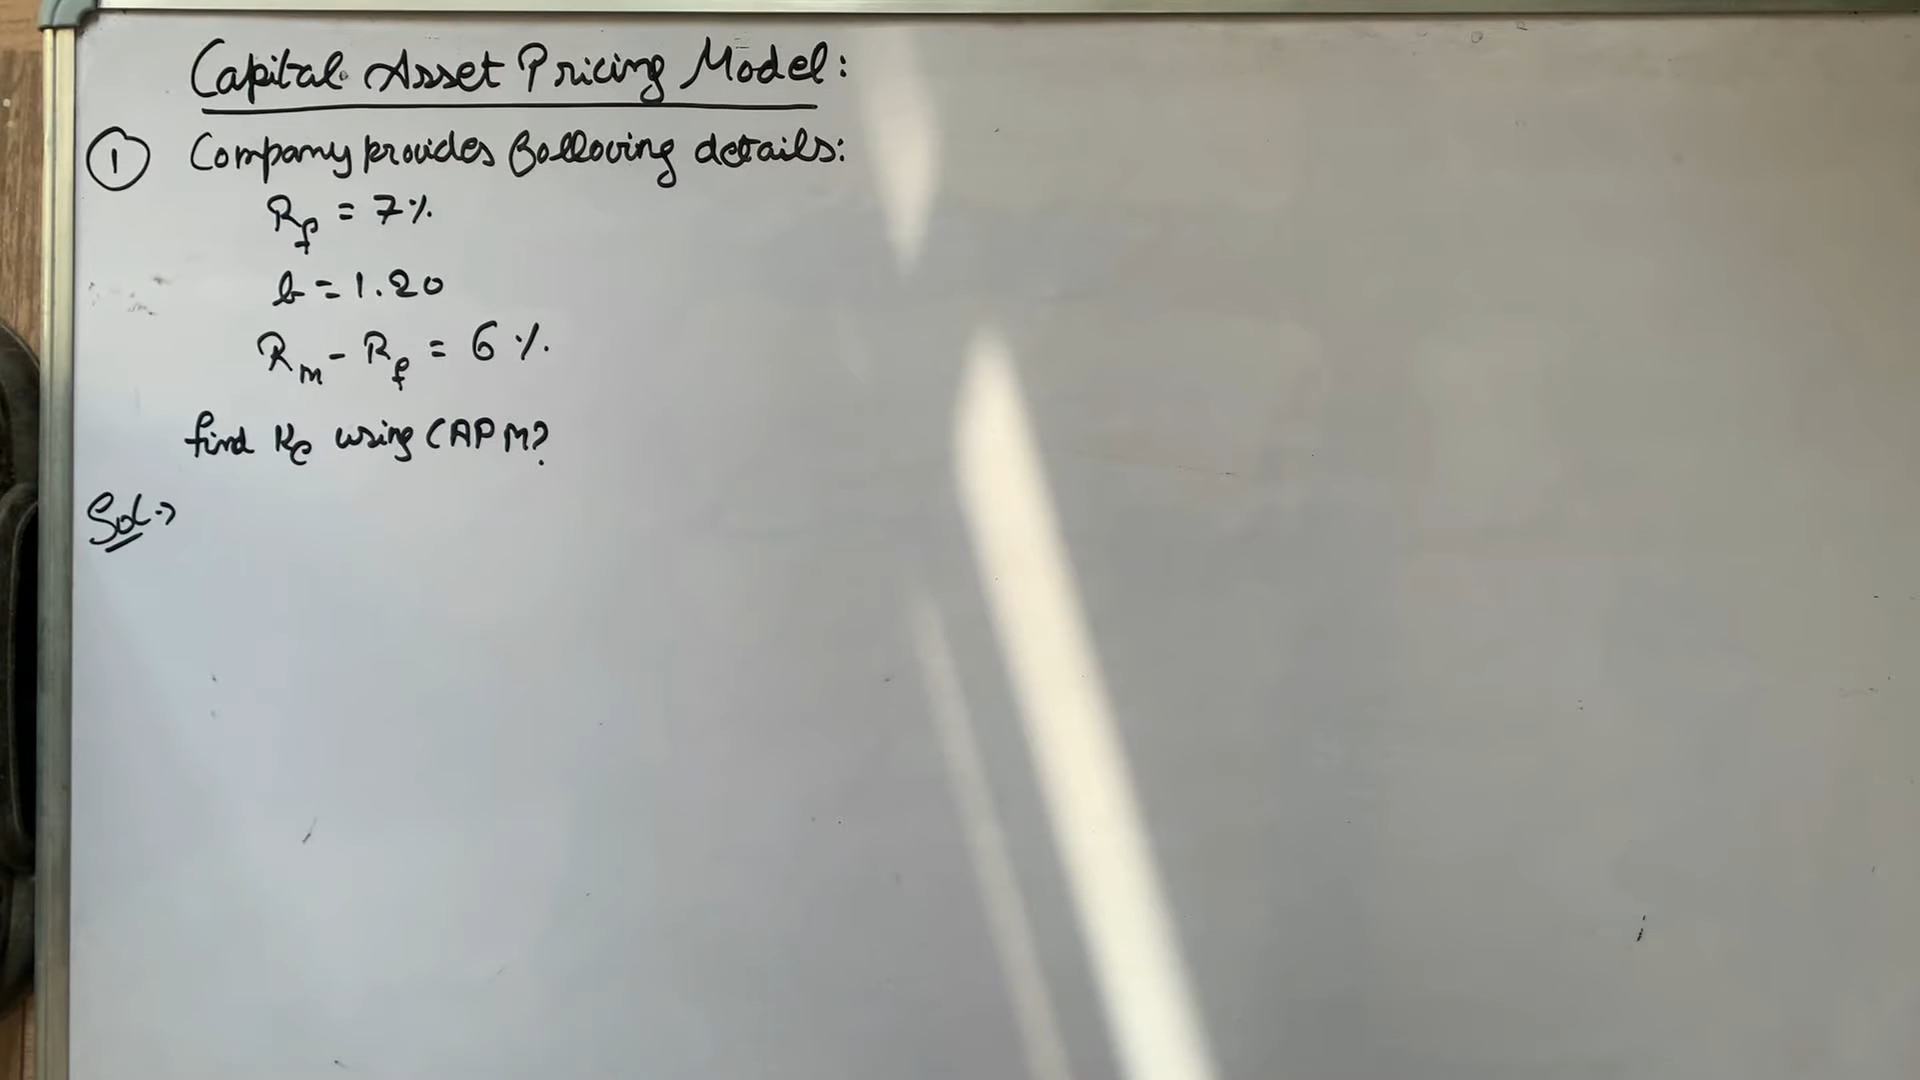 Capital Asset Pricing Model:
① Company provides following details:
Rf = 7%
b = 1.20
Rm - Rf = 6%
find Ke using CAPM?
Sol→